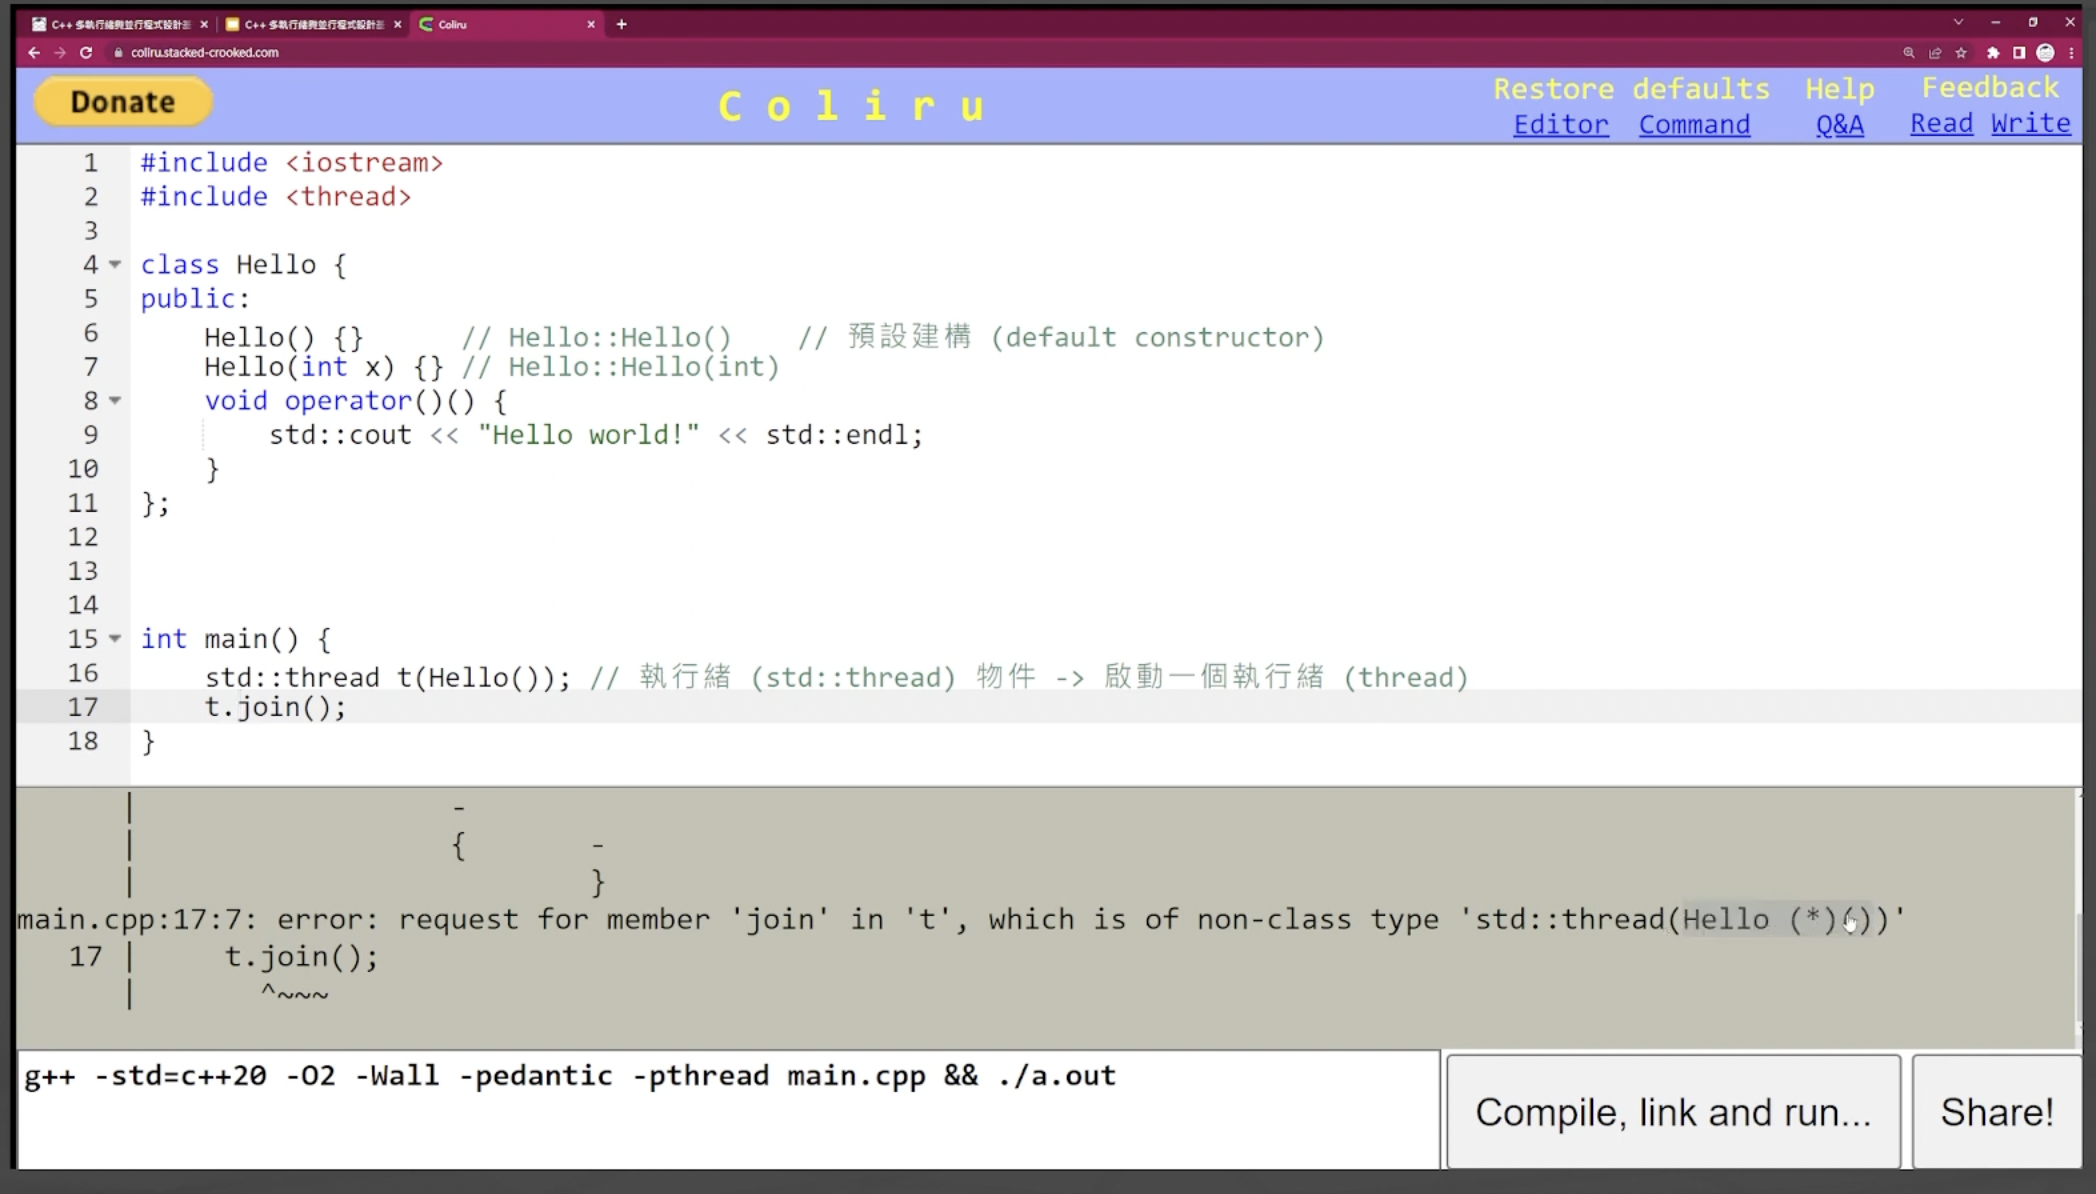 C++ 多執行緒與並行程式設計 × C++ 多執行緒與並行程式設計 × Coliru × +
coliru.stacked-crooked.com
Donate
Coliru
Restore defaults Help Feedback
Editor Command Q&A Read Write
1 #include <iostream>
2 #include <thread>
3
4 class Hello {
5 public:
6 Hello() {} // Hello::Hello() // 預設建構 (default constructor)
7 Hello(int x) {} // Hello::Hello(int)
8 void operator()() {
9 std::cout << "Hello world!" << std::endl;
10 }
11 };
12
13
14
15 int main() {
16 std::thread t(Hello()); // 執行緒 (std::thread) 物件 -> 啟動一個執行緒 (thread)
17 t.join();
18 }
| -
| { -
| }
main.cpp:17:7: error: request for member 'join' in 't', which is of non-class type 'std::thread(Hello (*)())'
17 | t.join();
| ^~~~
g++ -std=c++20 -O2 -Wall -pedantic -pthread main.cpp && ./a.out
Compile, link and run...
Share!